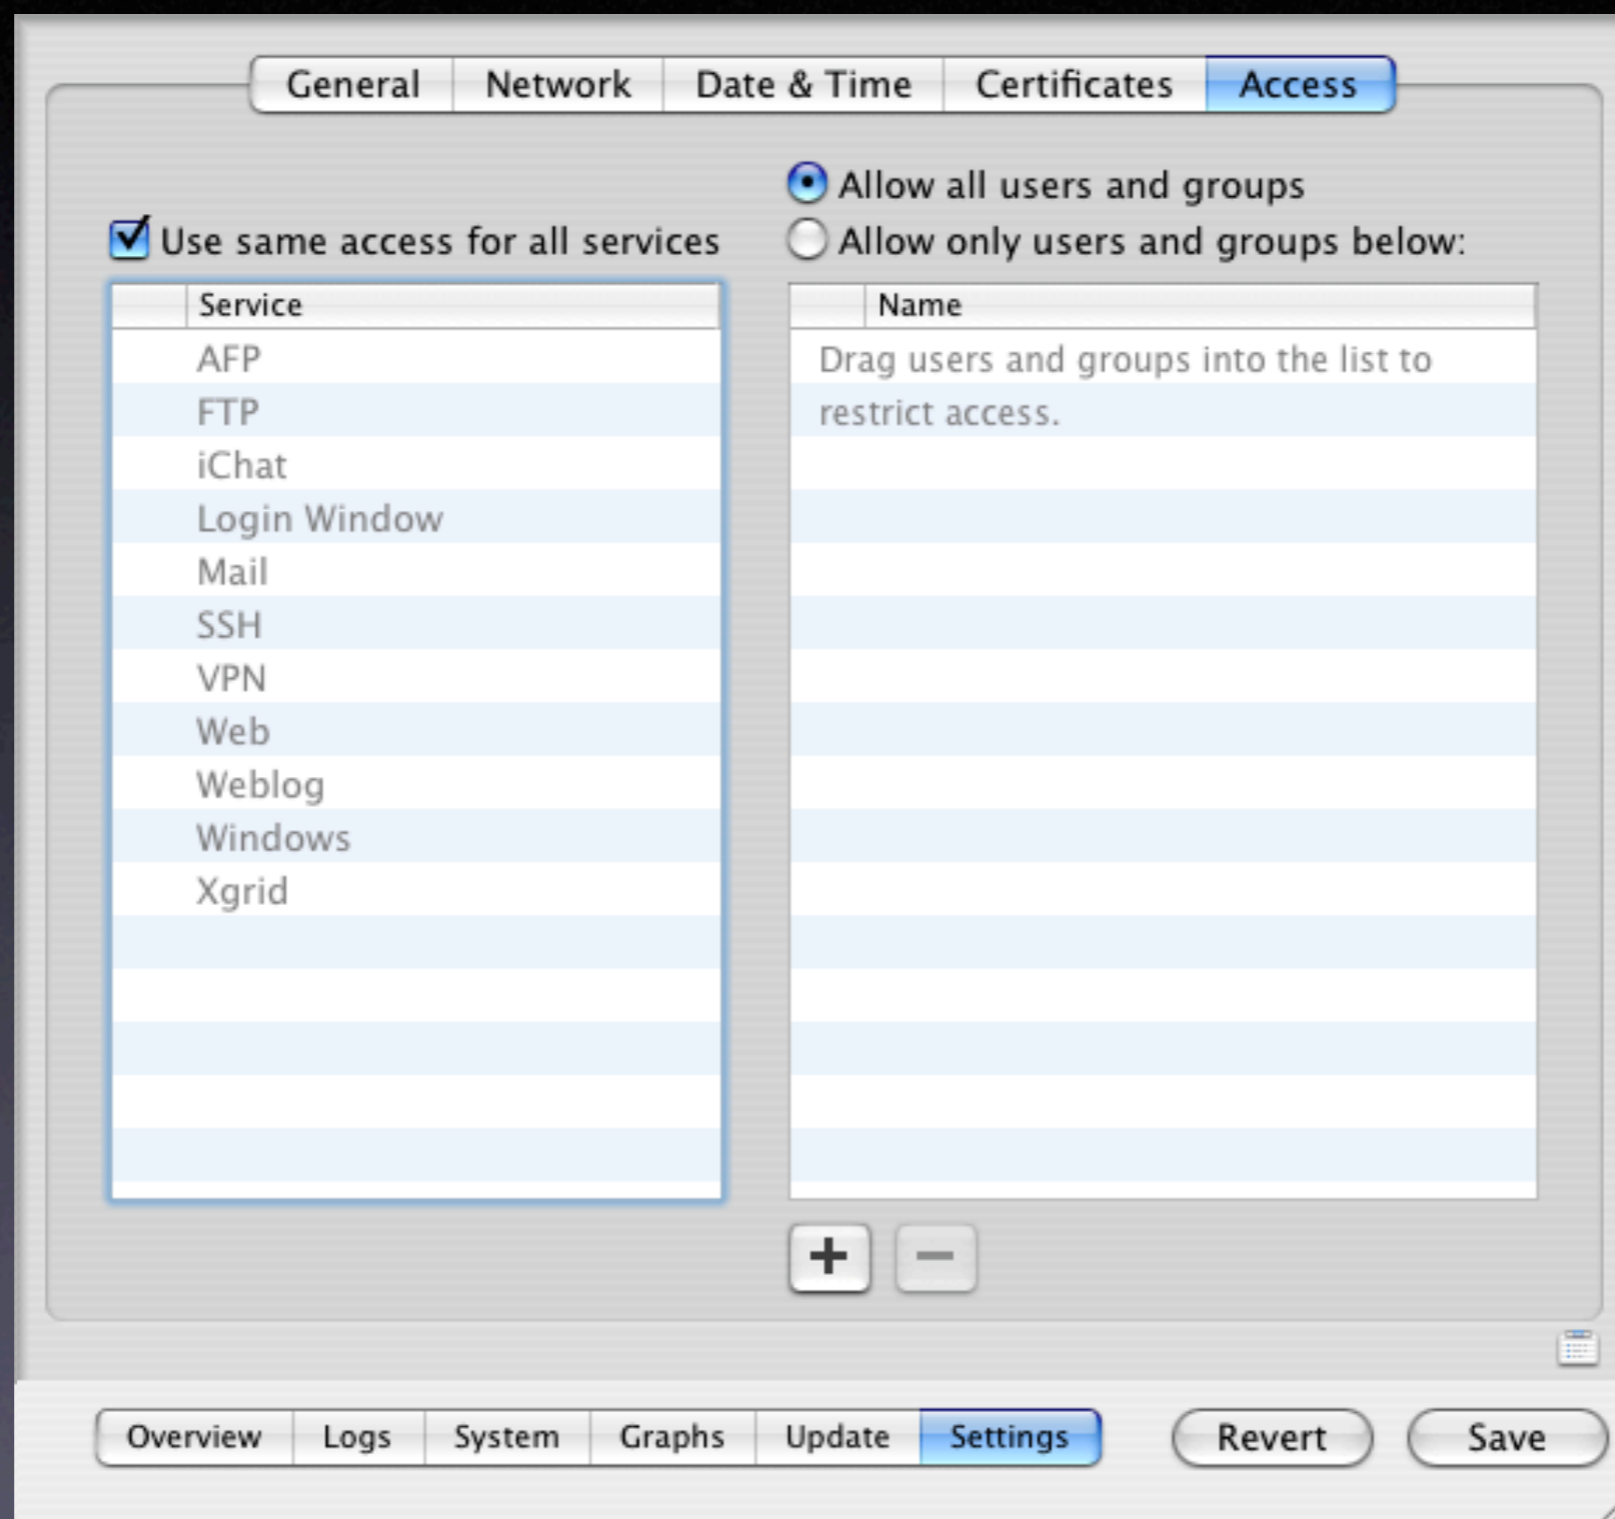 General Network Date & Time Certificates Access
Allow all users and groups
Use same access for all services
Allow only users and groups below:
Service
AFP
FTP
iChat
Login Window
Mail
SSH
VPN
Web
Weblog
Windows
Xgrid
Name
Drag users and groups into the list to
restrict access.
Overview Logs System Graphs Update Settings Revert Save